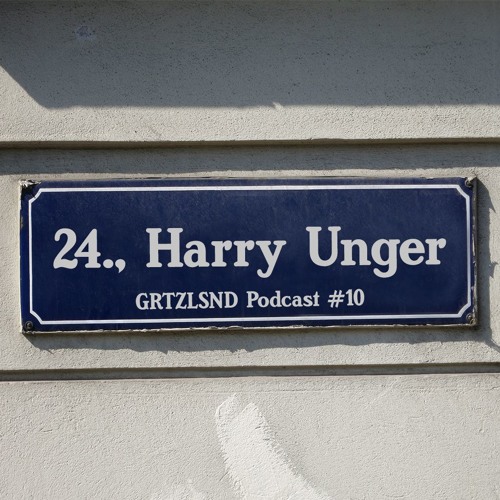 24., Harry Unger
GRTZLSND Podcast #10